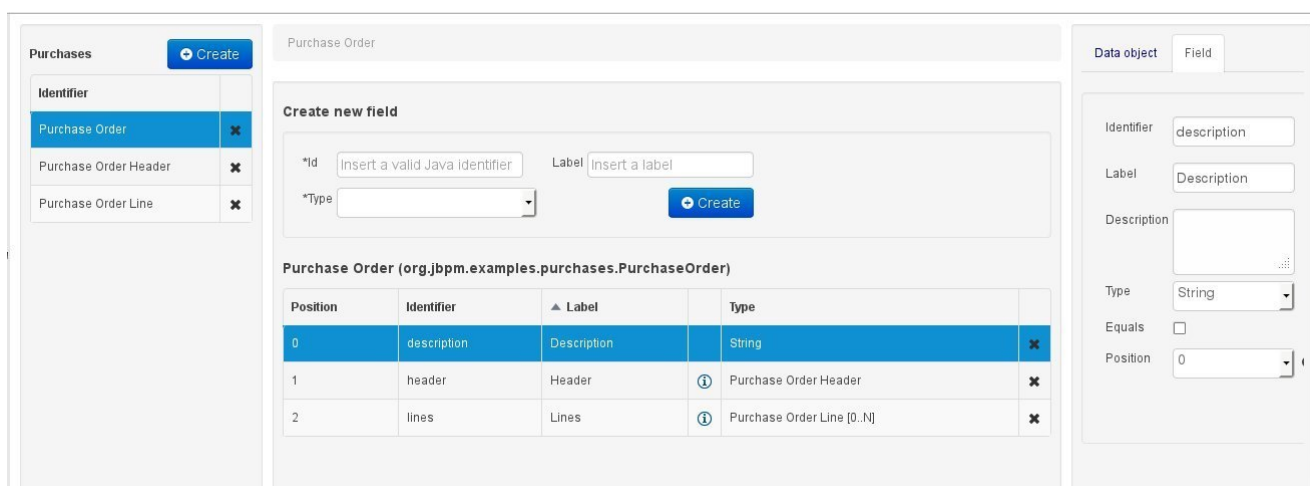 Purchases
Create
Identifier
Purchase Order
Purchase Order Header
Purchase Order Line
Purchase Order
Create new field
*Id Insert a valid Java identifier Label Insert a label
*Type Create
Purchase Order (org.jbpm.examples.purchases.PurchaseOrder)
Position Identifier Label Type
0 description Description String
1 header Header Purchase Order Header
2 lines Lines Purchase Order Line [0..N]
Data object Field
Identifier description
Label Description
Description
Type String
Equals
Position 0